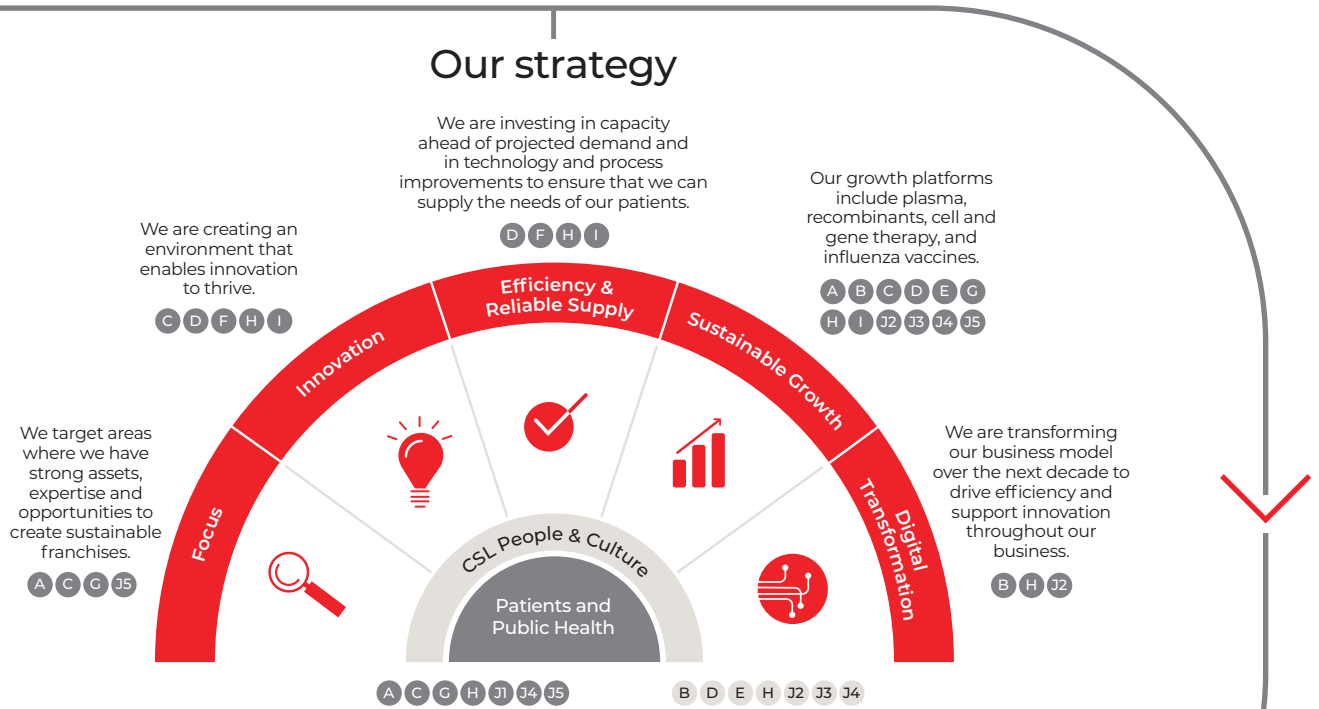 Our strategy
We are investing in capacity
ahead of projected demand and
in technology and process
improvements to ensure that we can
supply the needs of our patients.
D F H I
Our growth platforms
include plasma,
recombinants, cell and
gene therapy, and
influenza vaccines.
A B C D E G
H I J2 J3 J4 J5
We are creating an
environment that
enables innovation
to thrive.
C D F H I
We target areas
where we have
strong assets,
expertise and
opportunities to
create sustainable
franchises.
A C G J5
We are transforming
our business model
over the next decade to
drive efficiency and
support innovation
throughout our
business.
B H J2
Focus
Innovation
Efficiency &
Reliable Supply
Sustainable Growth
Digital
Transformation
CSL People & Culture
Patients and
Public Health
A C G H J1 J4 J5
B D E H J2 J3 J4